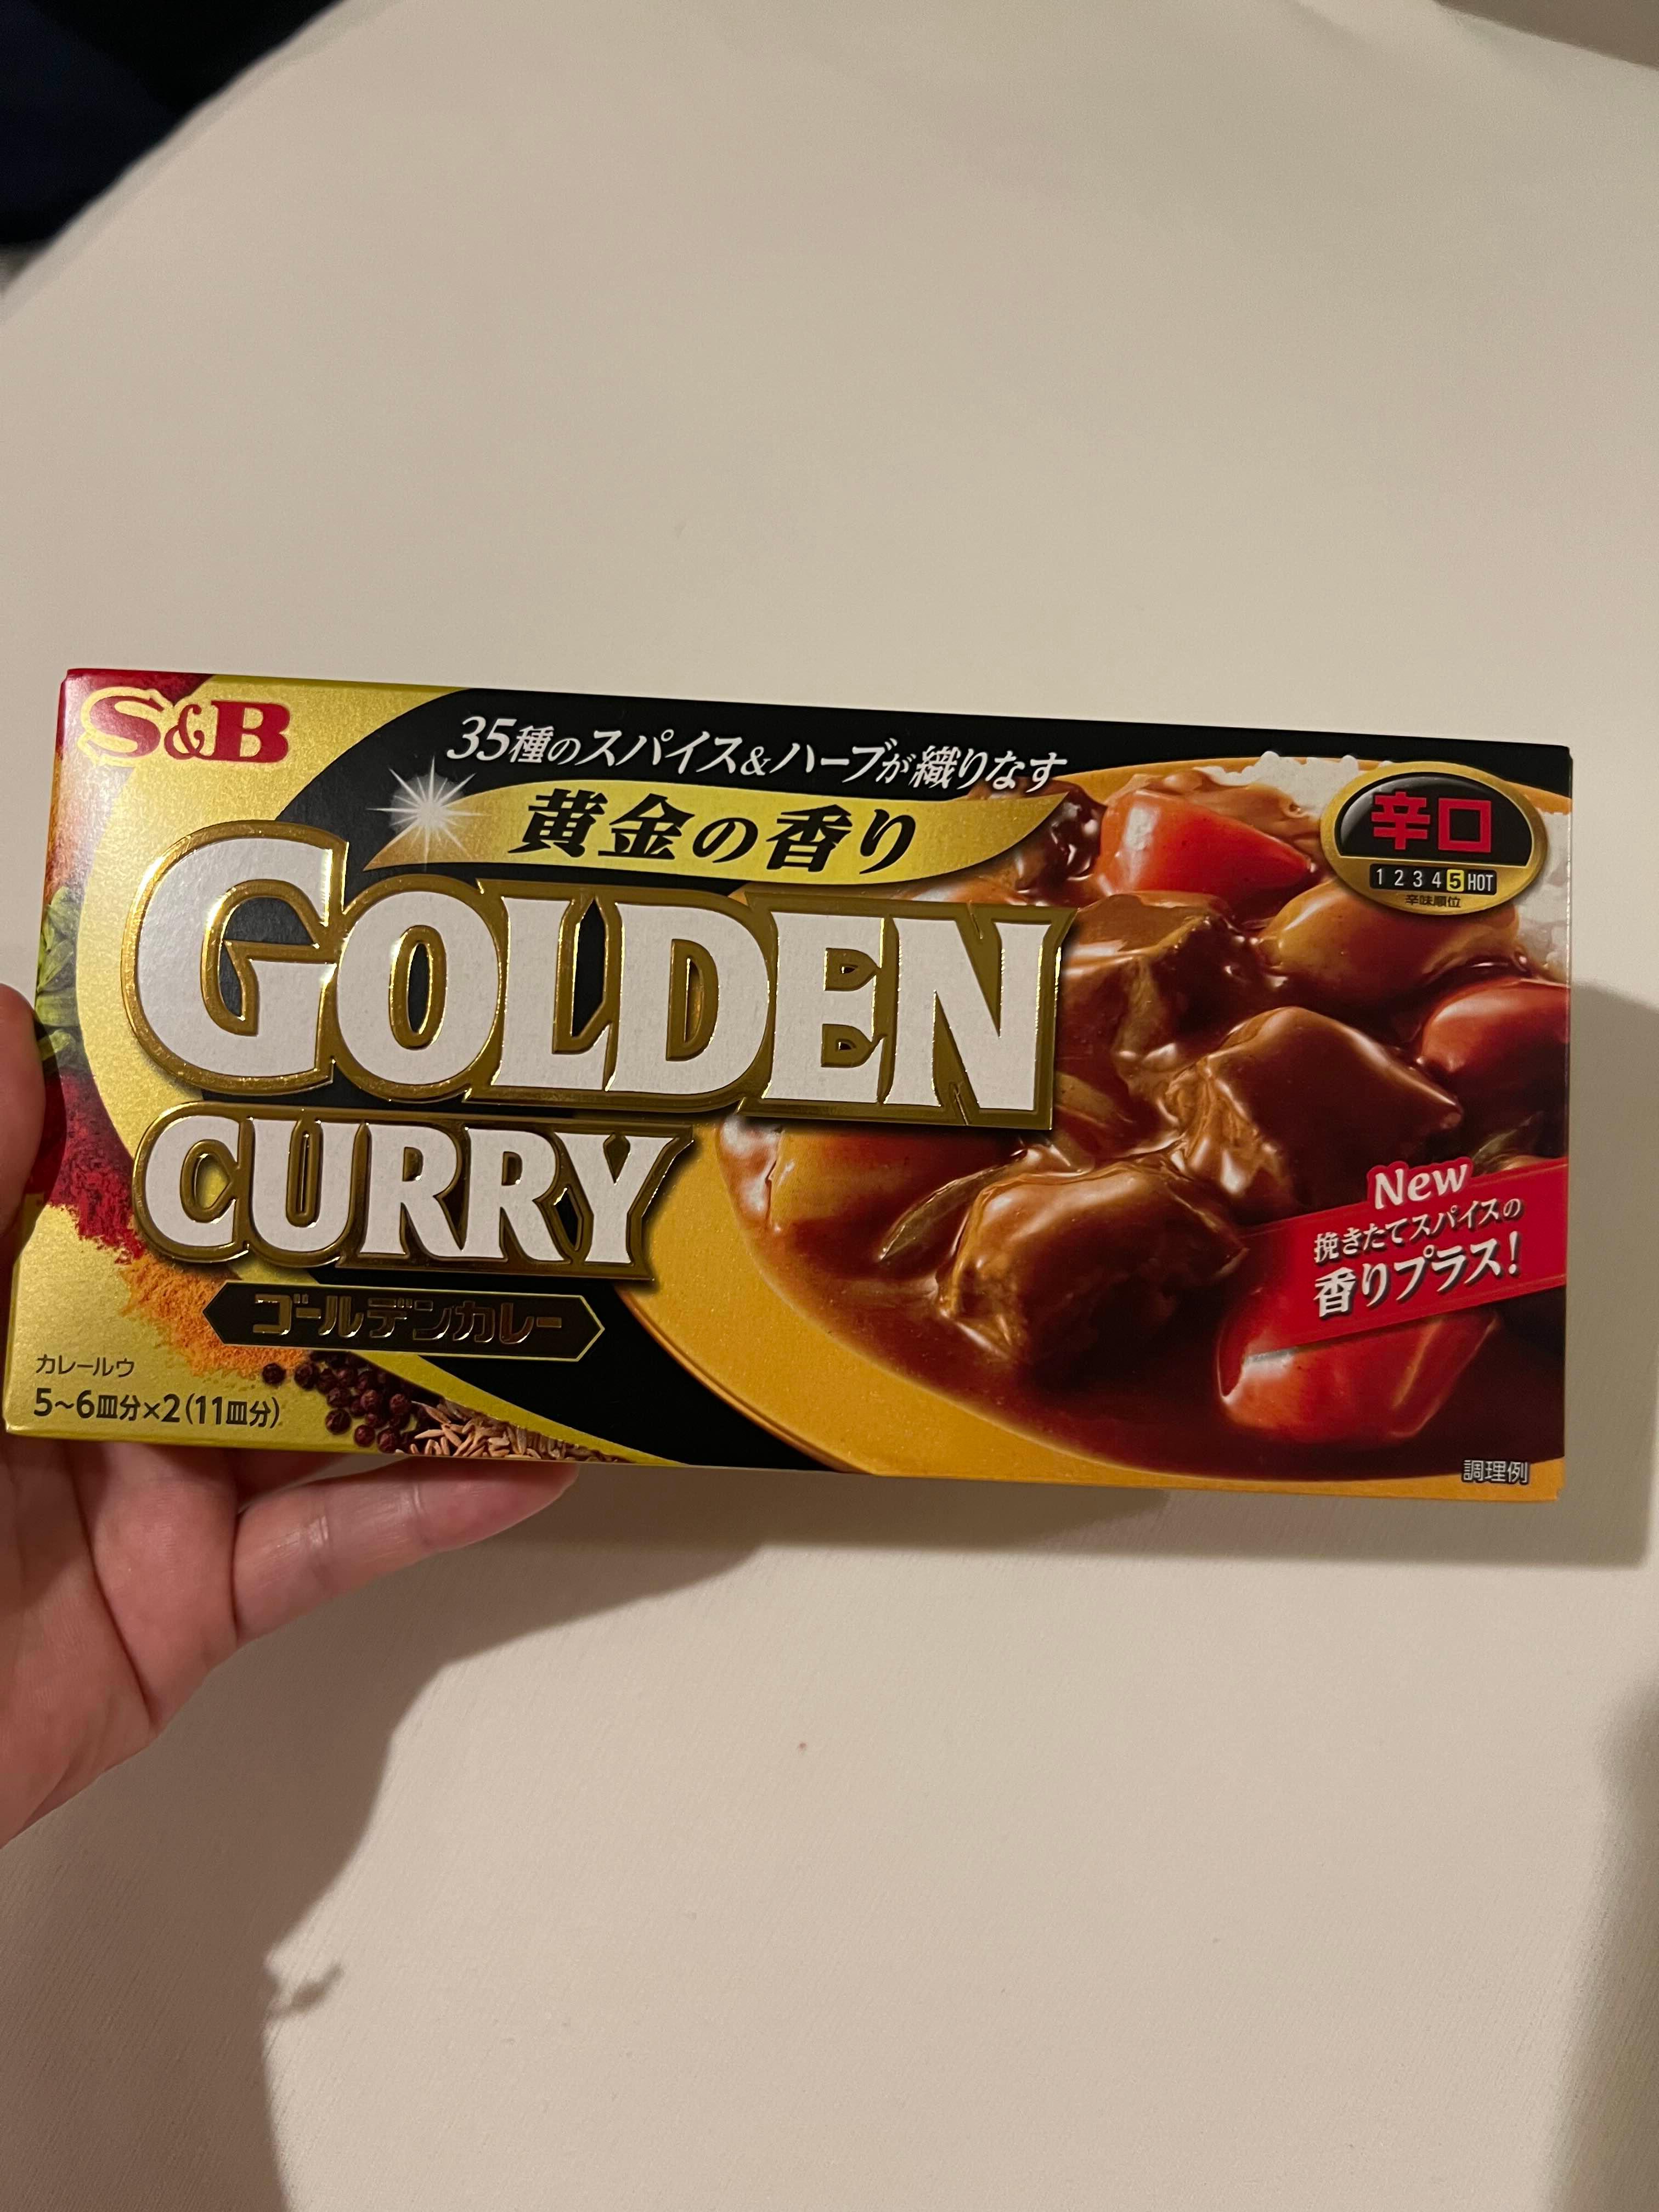 S&B
35種のスパイス&ハーブが織りなす
黄金の香り
辛口
1 2 3 4 5 HOT
辛味順位
GOLDEN
CURRY
ゴールデンカレー
New
挽きたてスパイスの
香りプラス!
カレールウ
5~6皿分×2(11皿分)
調理例